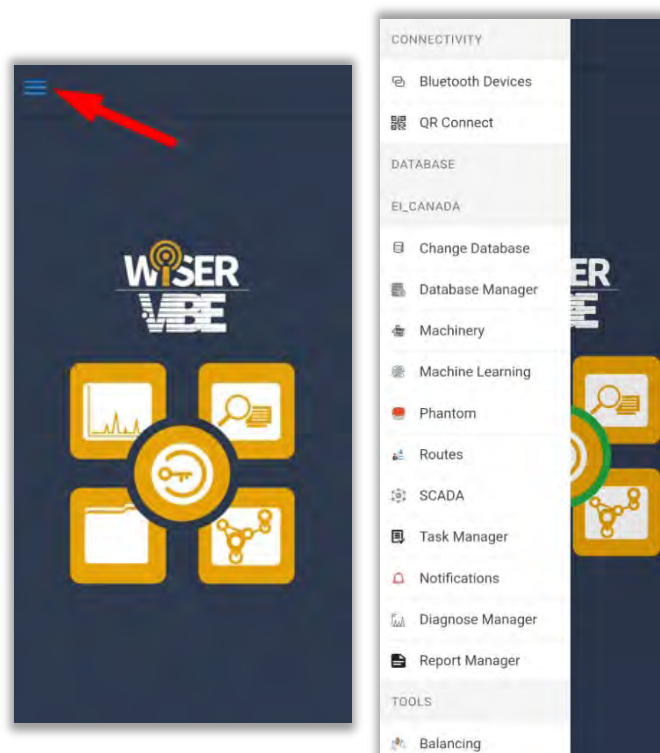 WiSER
VIBE
CONNECTIVITY
Bluetooth Devices
QR Connect
DATABASE
EI_CANADA
Change Database
Database Manager
Machinery
Machine Learning
Phantom
Routes
SCADA
Task Manager
Notifications
Diagnose Manager
Report Manager
TOOLS
Balancing
ER
E